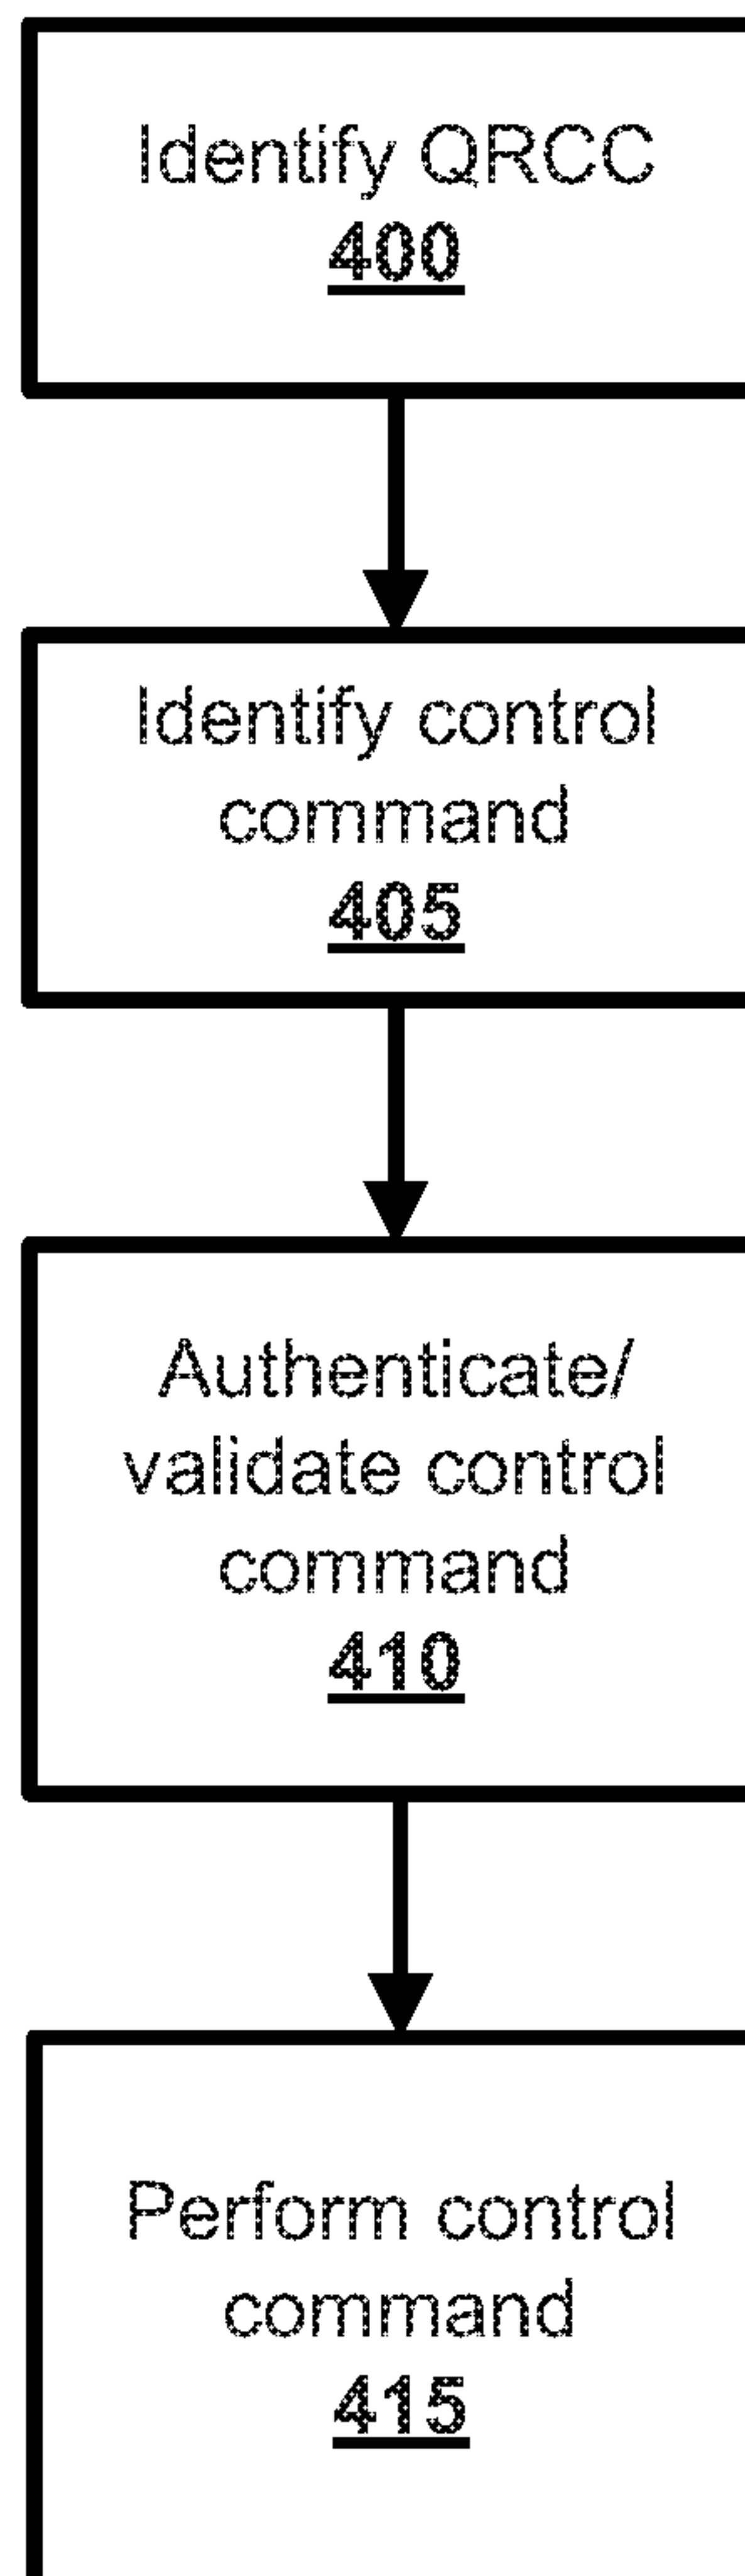 Identify QRCC
400
Identify control
command
405
Authenticate/
validate control
command
410
Perform control
command
415